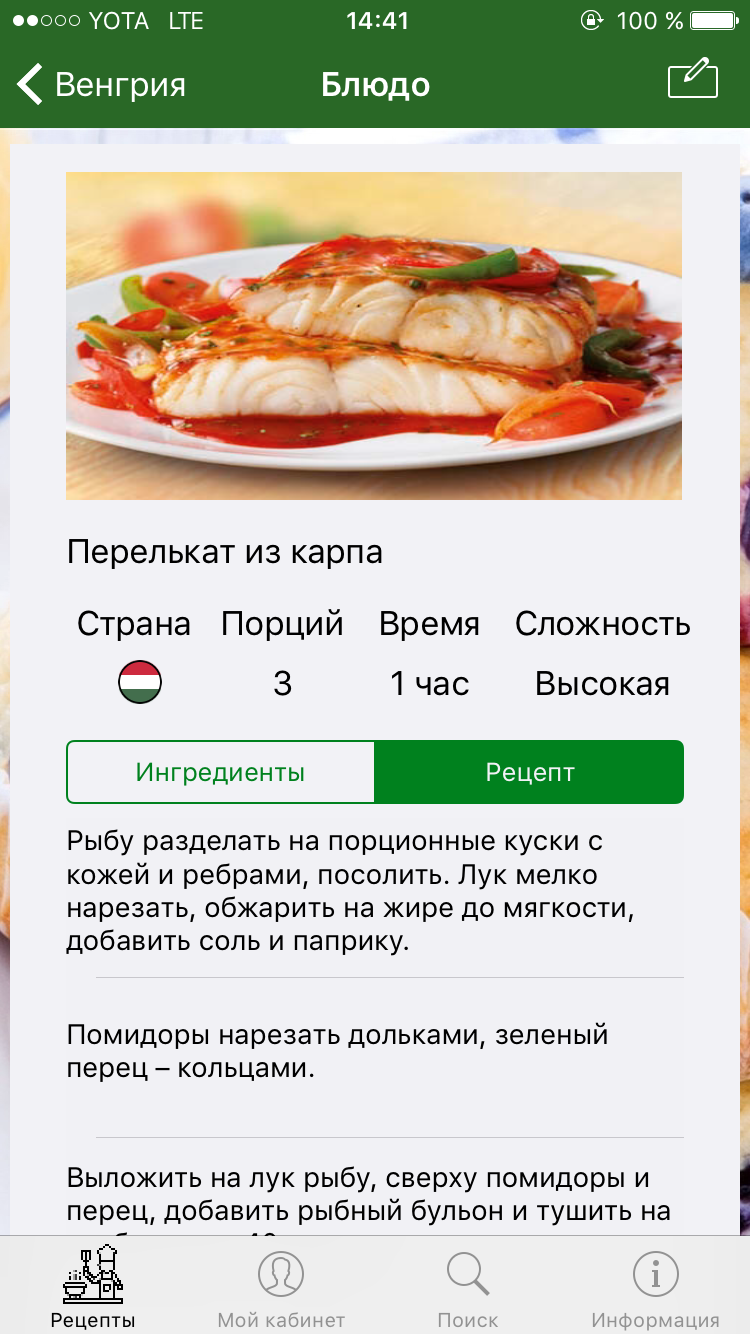 YOTA LTE 14:41 100 %
Венгрия Блюдо
Перелькат из карпа
Страна Порций Время Сложность
3 1 час Высокая
Ингредиенты Рецепт
Рыбу разделать на порционные куски с
кожей и ребрами, посолить. Лук мелко
нарезать, обжарить на жире до мягкости,
добавить соль и паприку.
Помидоры нарезать дольками, зеленый
перец – кольцами.
Выложить на лук рыбу, сверху помидоры и
перец, добавить рыбный бульон и тушить на
Рецепты Мой кабинет Поиск Информация